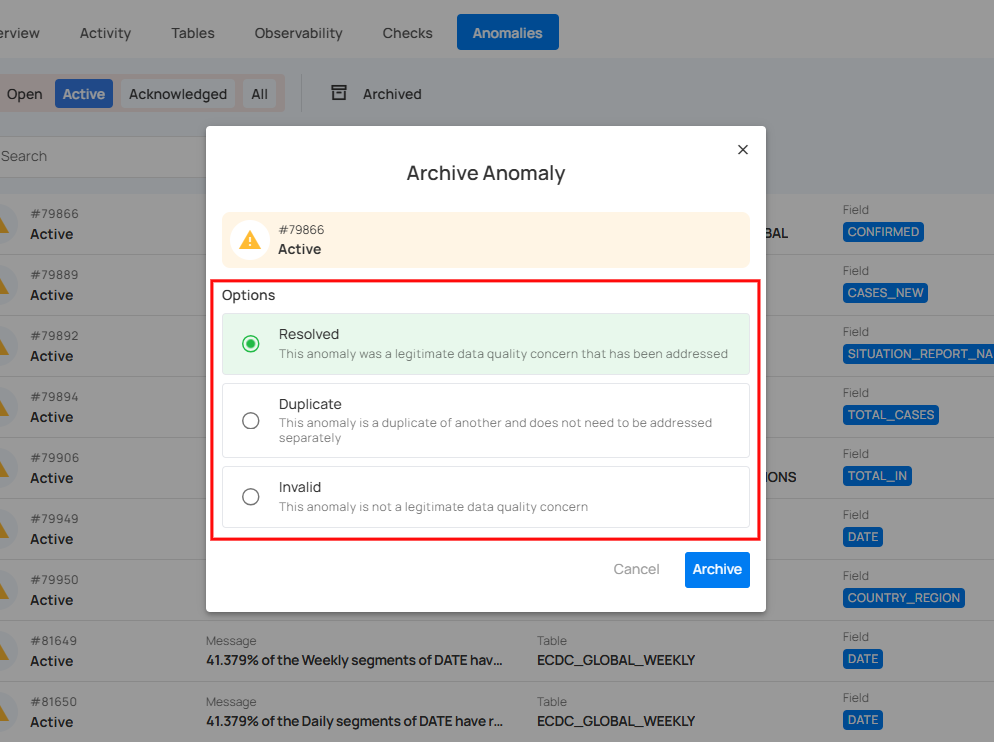 Activity Tables Observability Checks Anomalies
Open Active Acknowledged All Archived
Search
Archive Anomaly
#79866
Active
Options
Resolved
This anomaly was a legitimate data quality concern that has been addressed
Duplicate
This anomaly is a duplicate of another and does not need to be addressed
separately
Invalid
This anomaly is not a legitimate data quality concern
Cancel Archive
#79866 Field
Active CONFIRMED
#79889 Field
Active CASES_NEW
#79892 Field
Active SITUATION_REPORT_NA
#79894 Field
Active TOTAL_CASES
#79906 Field
Active TOTAL_IN
#79949 Field
Active DATE
#79950 Field
Active COUNTRY_REGION
#81649 Message Table Field
Active 41.379% of the Weekly segments of DATE hav... ECDC_GLOBAL_WEEKLY DATE
#81650 Message Table Field
Active 41.379% of the Daily segments of DATE have r... ECDC_GLOBAL_WEEKLY DATE